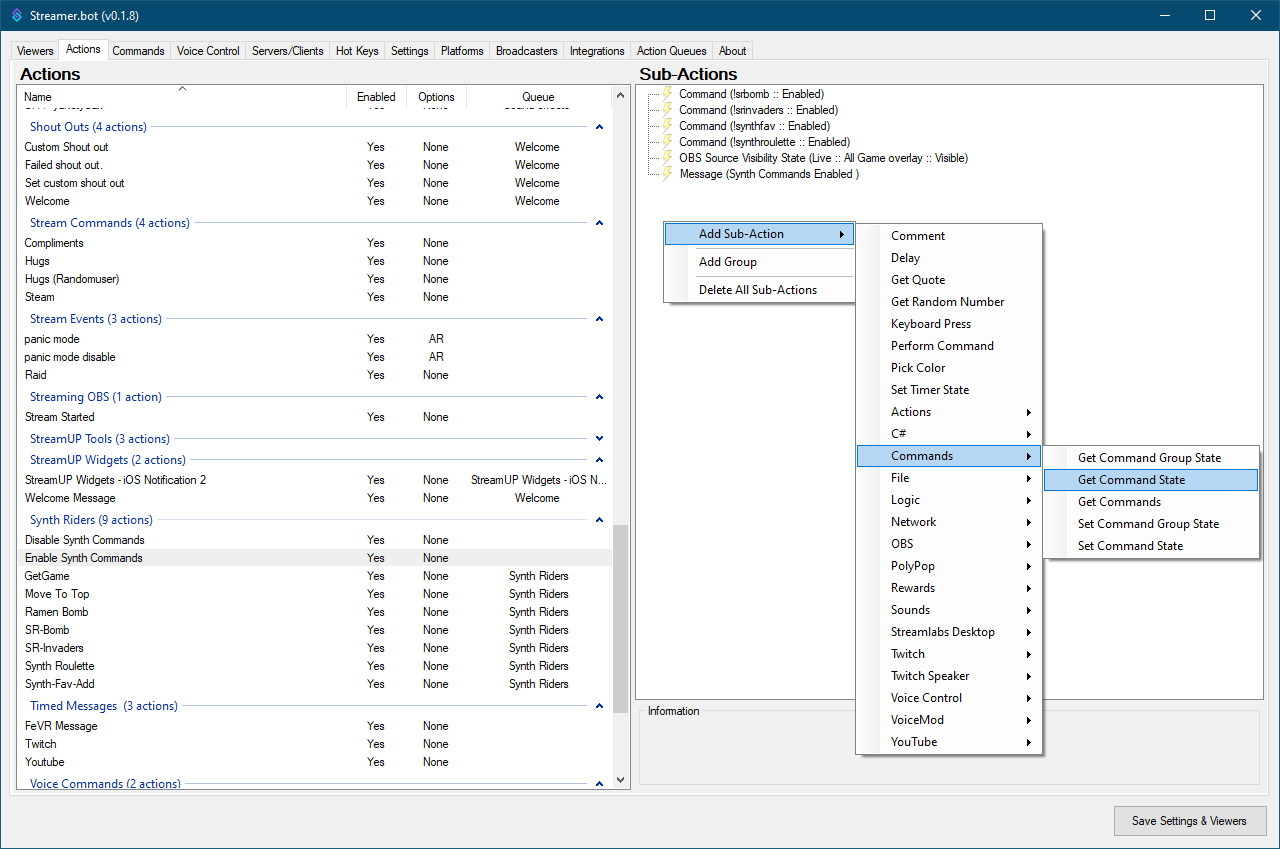 Streamer.bot (v0.1.8)
Viewers Actions Commands Voice Control Servers/Clients Hot Keys Settings Platforms Broadcasters Integrations Action Queues About
Actions
Name Enabled Options Queue
Shout Outs (4 actions)
Custom Shout out Yes None Welcome
Failed shout out. Yes None Welcome
Set custom shout out Yes None Welcome
Welcome Yes None Welcome
Stream Commands (4 actions)
Compliments Yes None
Hugs Yes None
Hugs (Randomuser) Yes None
Steam Yes None
Stream Events (3 actions)
panic mode Yes AR
panic mode disable Yes AR
Raid Yes None
Streaming OBS (1 action)
Stream Started Yes None
StreamUP Tools (3 actions)
StreamUP Widgets (2 actions)
StreamUP Widgets - iOS Notification 2 Yes None StreamUP Widgets - iOS N...
Welcome Message Yes None Welcome
Synth Riders (9 actions)
Disable Synth Commands Yes None
Enable Synth Commands Yes None
GetGame Yes None Synth Riders
Move To Top Yes None Synth Riders
Ramen Bomb Yes None Synth Riders
SR-Bomb Yes None Synth Riders
SR-Invaders Yes None Synth Riders
Synth Roulette Yes None Synth Riders
Synth-Fav-Add Yes None Synth Riders
Timed Messages (3 actions)
FeVR Message Yes None
Twitch Yes None
Youtube Yes None
Voice Commands (2 actions)
Sub-Actions
Command (!srbomb :: Enabled)
Command (!srinvaders :: Enabled)
Command (!synthfav :: Enabled)
Command (!synthroulette :: Enabled)
OBS Source Visibility State (Live :: All Game overlay :: Visible)
Message (Synth Commands Enabled )
Add Sub-Action
Add Group
Delete All Sub-Actions
Comment
Delay
Get Quote
Get Random Number
Keyboard Press
Perform Command
Pick Color
Set Timer State
Actions
C#
Commands
File
Logic
Network
OBS
PolyPop
Rewards
Sounds
Streamlabs Desktop
Twitch
Twitch Speaker
Voice Control
VoiceMod
YouTube
Get Command Group State
Get Command State
Get Commands
Set Command Group State
Set Command State
Information
Save Settings & Viewers